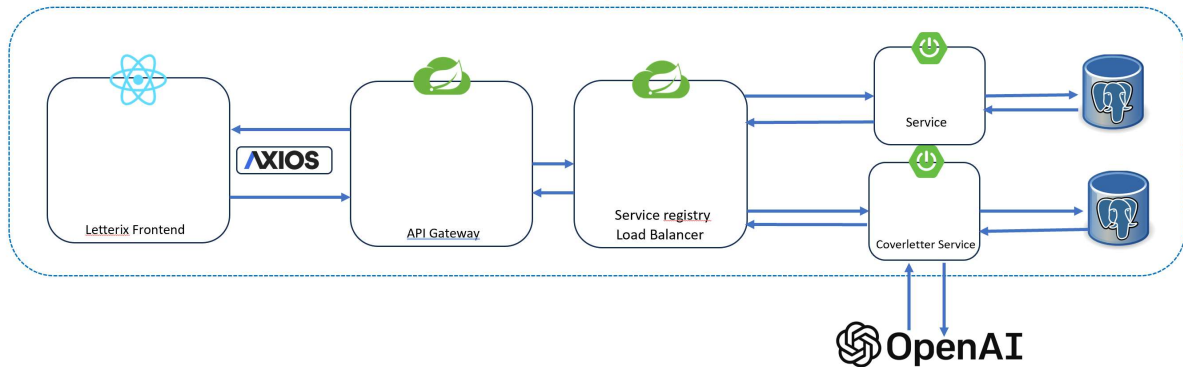 AXIOS
Letterix Frontend
API Gateway
Service registry
Load Balancer
Service
Coverletter Service
OpenAI